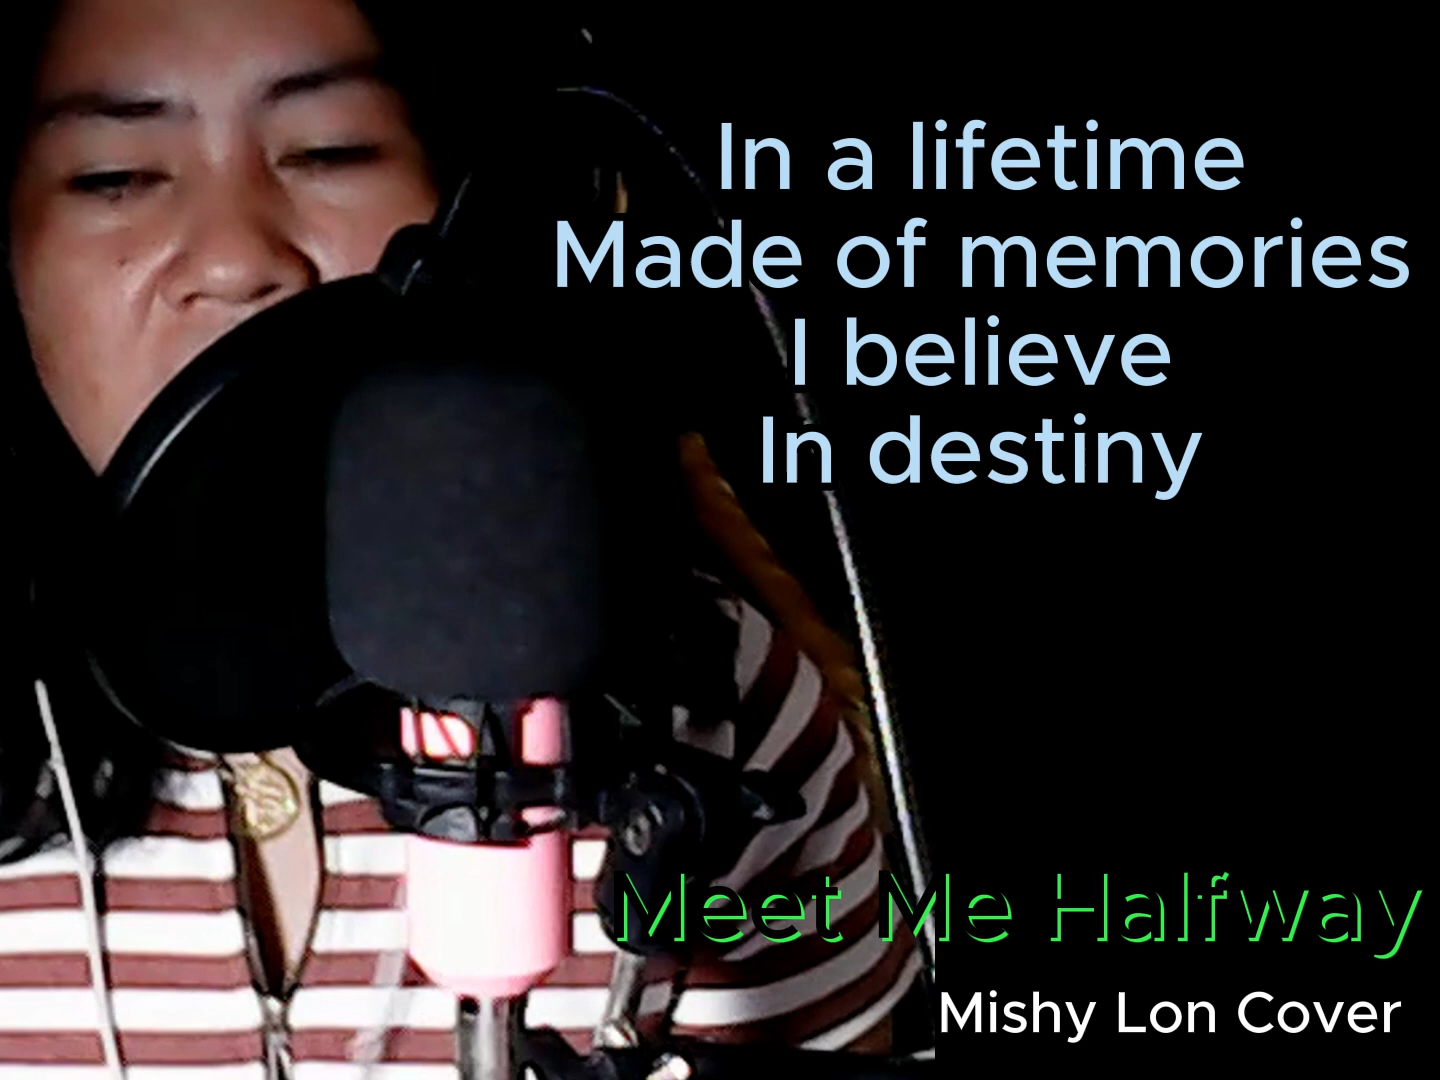 In a lifetime
Made of memories
I believe
In destiny
Meet Me Halfway
Mishy Lon Cover